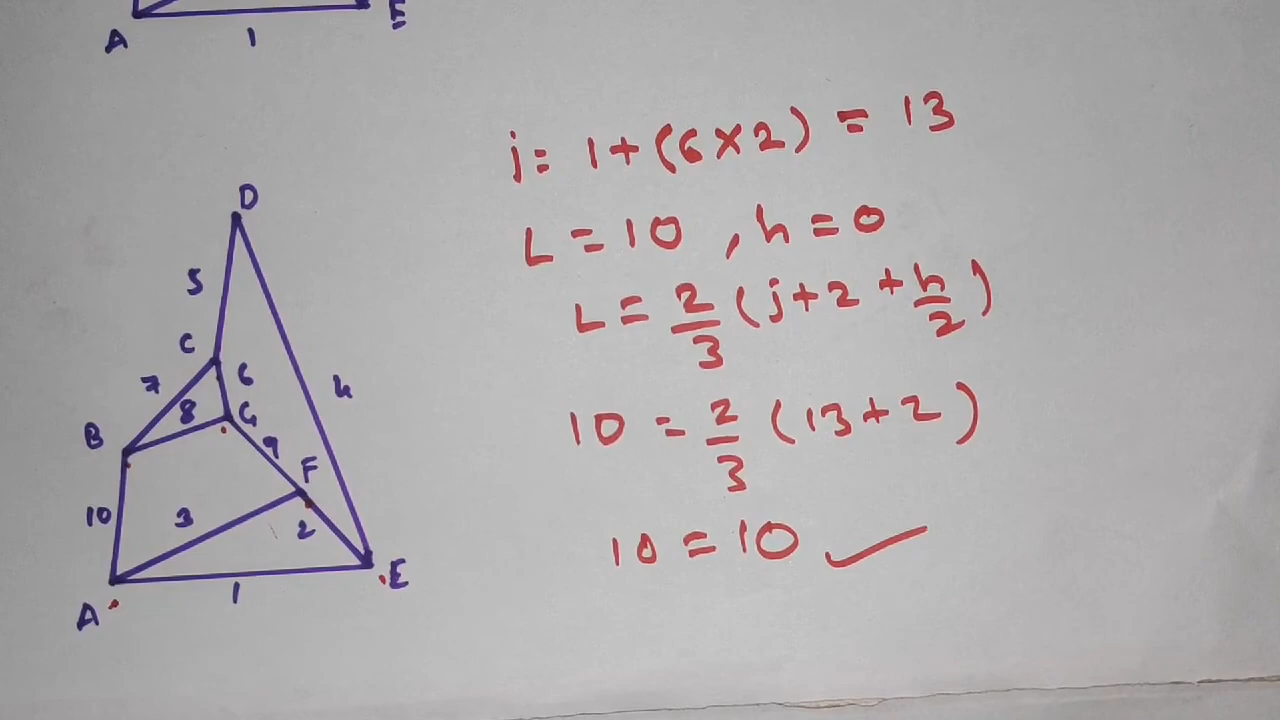 A 1 E
j = 1 + (6 × 2) = 13
L = 10 , h = 0
L = 2/3 (j + 2 + h/2)
10 = 2/3 (13 + 2)
10 = 10 ✓
D
5
C
7 6 4
8 G
B 9
F
10 3 2
1 E
A